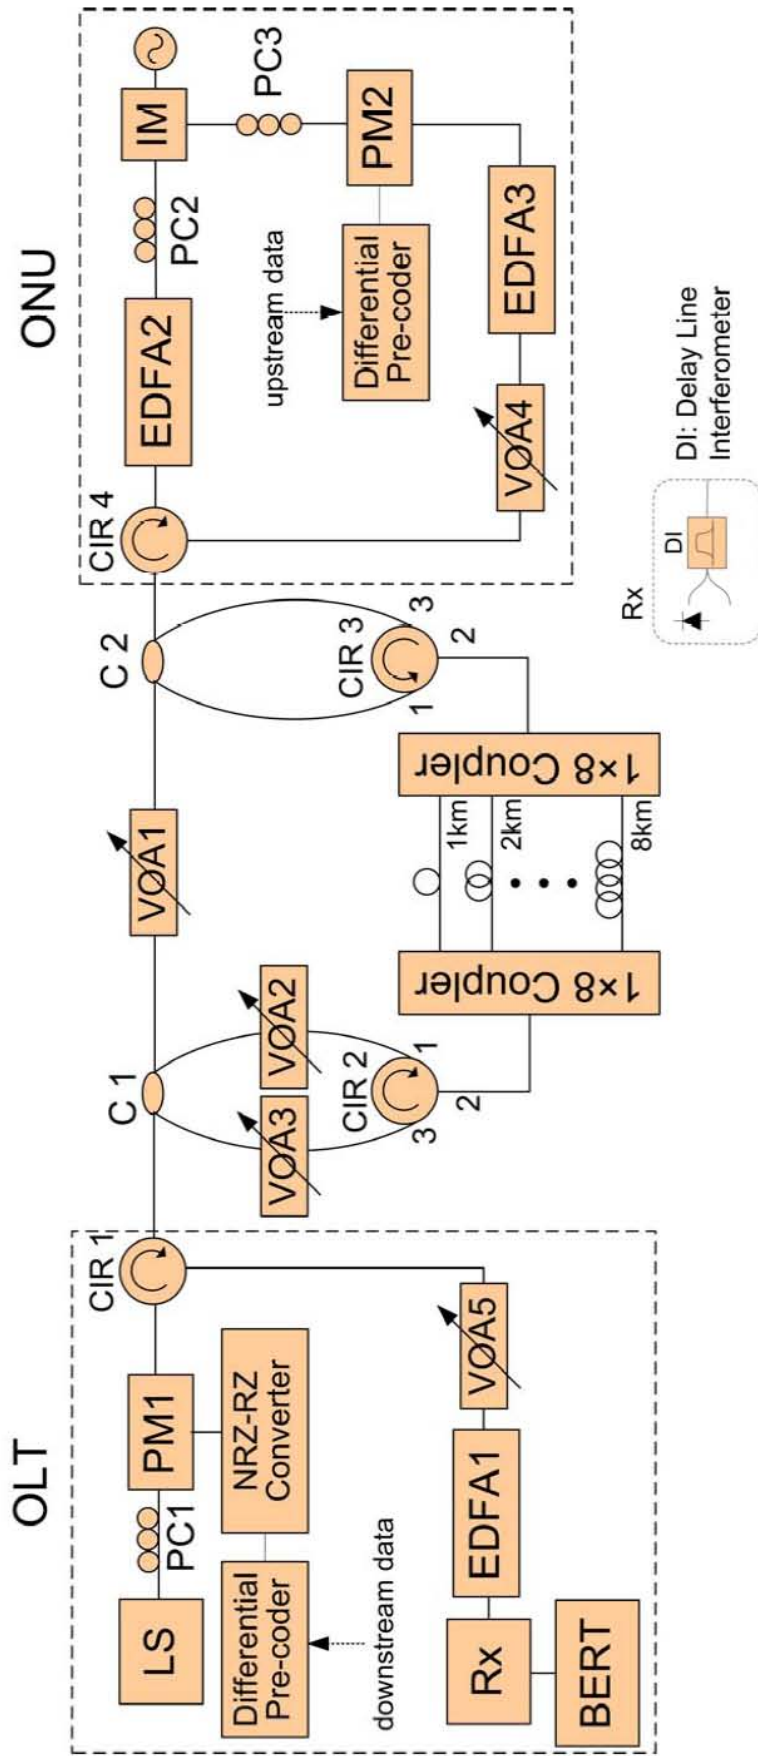 OLT
LS
PC1
PM1
CIR 1
Differential
Pre-coder
NRZ-RZ
Converter
downstream data
Rx
EDFA1
VOA5
BERT
C 1
VOA1
C 2
VOA3
VOA2
CIR 2
3
1
2
CIR 3
1
3
2
1×8 Coupler
1km
2km
8km
1×8 Coupler
ONU
CIR 4
EDFA2
PC2
IM
PC3
upstream data
Differential
Pre-coder
PM2
VOA4
EDFA3
Rx
DI
DI: Delay Line
Interferometer